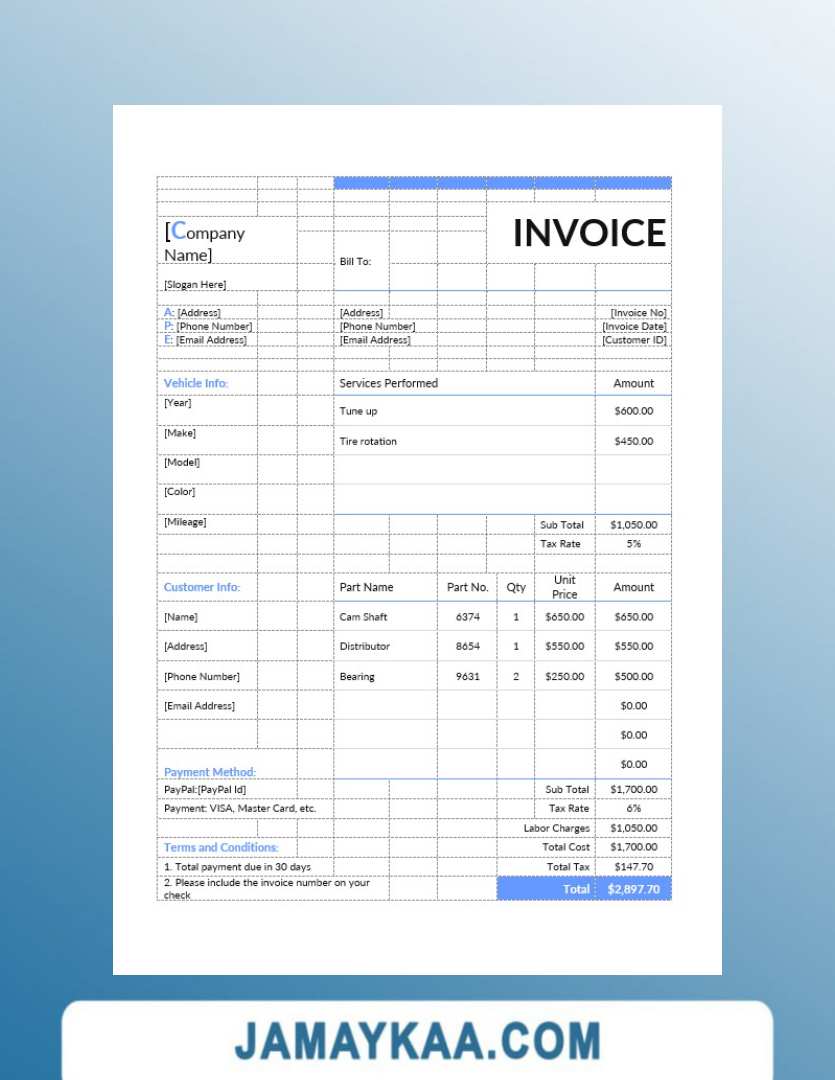 INVOICE
[Company
Name]
Bill To:
[Slogan Here]
A: [Address] [Address] [Invoice No]
P: [Phone Number] [Phone Number] [Invoice Date]
E: [Email Address] [Email Address] [Customer ID]
Vehicle Info: Services Performed Amount
[Year]
Tune up $600.00
[Make]
Tire rotation $450.00
[Model]
[Color]
[Mileage] Sub Total $1,050.00
Tax Rate 5%
Customer Info: Part Name Part No. Qty Unit Price Amount
[Name] Cam Shaft 6374 1 $650.00 $650.00
[Address] Distributor 8654 1 $550.00 $550.00
[Phone Number] Bearing 9631 2 $250.00 $500.00
[Email Address] $0.00
$0.00
$0.00
Payment Method:
PayPal:[PayPal Id] Sub Total $1,700.00
Payment: VISA, Master Card, etc. Tax Rate 6%
Labor Charges $1,050.00
Terms and Conditions: Total Cost $1,700.00
1. Total payment due in 30 days Total Tax $147.70
2. Please include the invoice number on your
check
Total $2,897.70
JAMAYKAA.COM